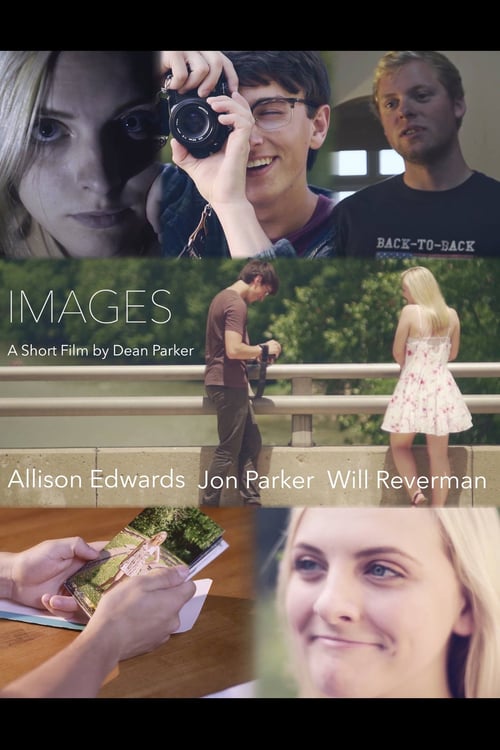 BACK-TO-BACK
IMAGES
A Short Film by Dean Parker
Allison Edwards Jon Parker Will Reverman